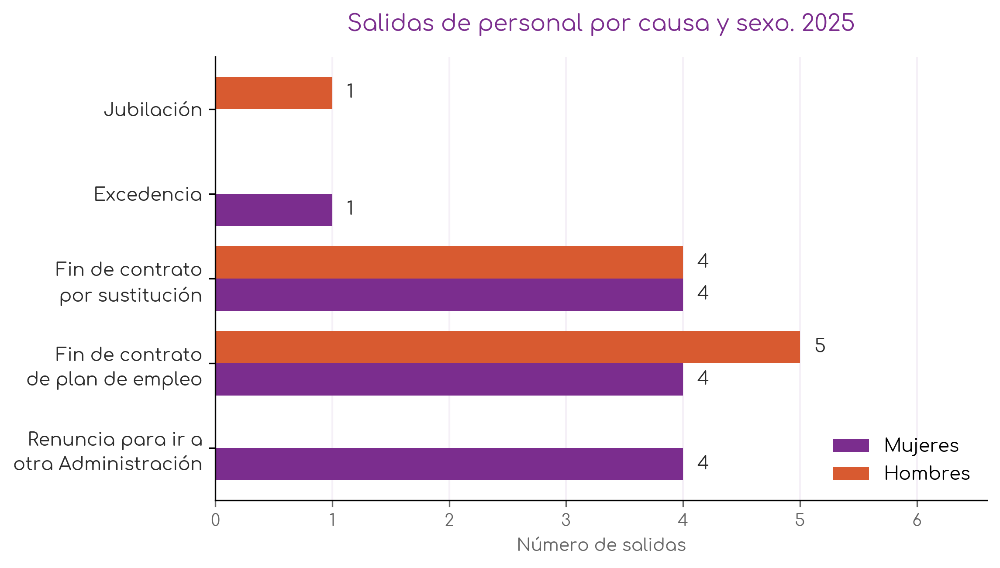 Salidas de personal por causa y sexo. 2025
Jubilación
1
Excedencia
1
Fin de contrato
por sustitución
4
4
Fin de contrato
de plan de empleo
5
4
Renuncia para ir a
otra Administración
4
Mujeres
Hombres
0 1 2 3 4 5 6
Número de salidas